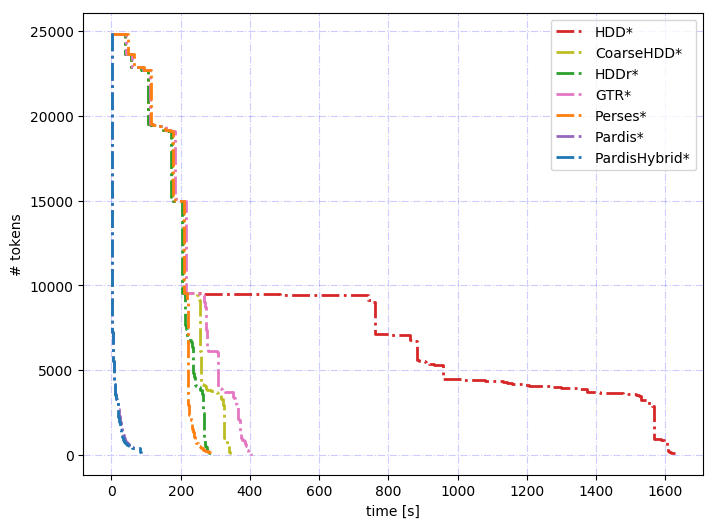 HDD*
CoarseHDD*
HDDr*
GTR*
Perses*
Pardis*
PardisHybrid*
# tokens
25000
20000
15000
10000
5000
0
0 200 400 600 800 1000 1200 1400 1600
time [s]